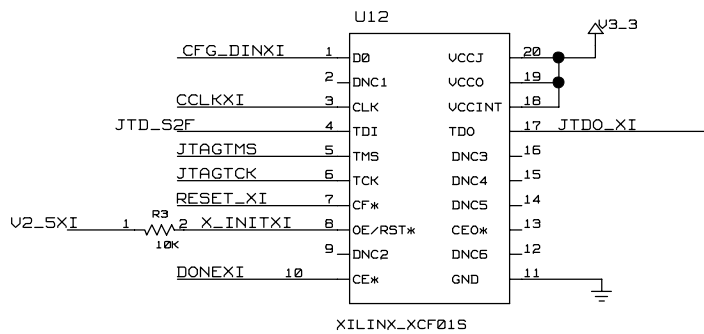 U12
V3_3
CFG_DINXI 1 D0 VCCJ 20
2 DNC1 VCCO 19
CCLKXI 3 CLK VCCINT 18
JTD_S2F 4 TDI TDO 17 JTDO_XI
JTAGTMS 5 TMS DNC3 16
JTAGTCK 6 TCK DNC4 15
RESET_XI 7 CF* DNC5 14
V2_5XI 1 R3 2 X_INITXI 8 OE/RST* CEO* 13
10K
9 DNC2 DNC6 12
DONEXI 10 CE* GND 11
XILINX_XCF01S